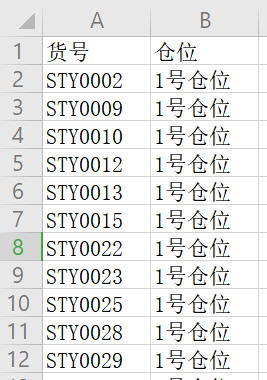 A B
1 货号 仓位
2 STY0002 1号仓位
3 STY0009 1号仓位
4 STY0010 1号仓位
5 STY0012 1号仓位
6 STY0013 1号仓位
7 STY0015 1号仓位
8 STY0022 1号仓位
9 STY0023 1号仓位
10 STY0025 1号仓位
11 STY0028 1号仓位
12 STY0029 1号仓位